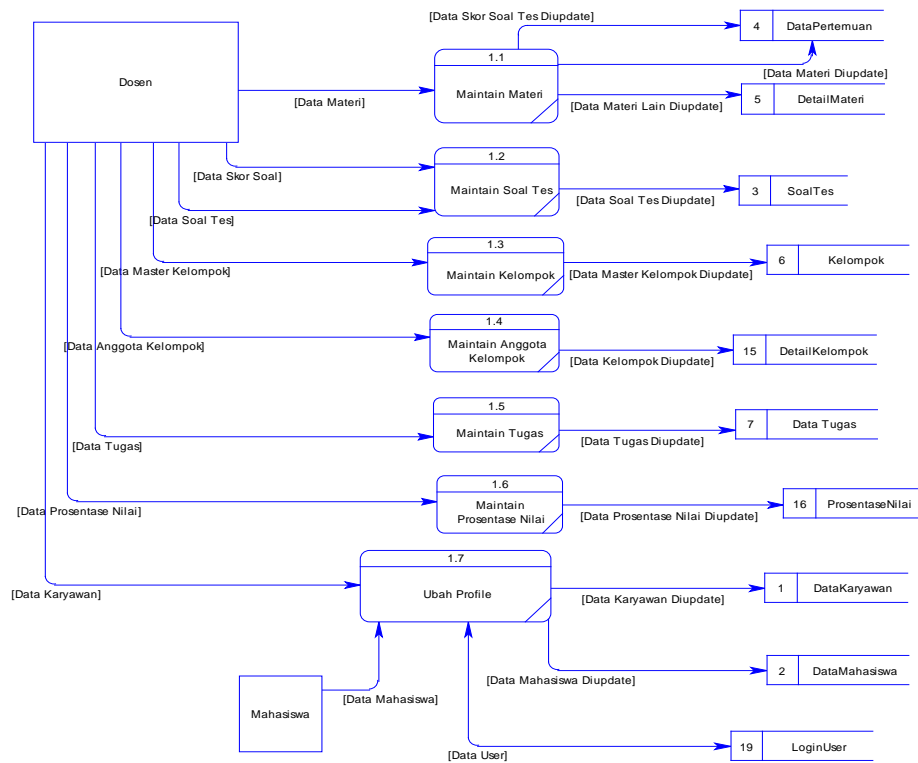 [Data Skor Soal Tes Diupdate]
4 DataPertemuan
1.1
Dosen
Maintain Materi
[Data Materi Diupdate]
[Data Materi]
[Data Materi Lain Diupdate]
5 DetailMateri
1.2
[Data Skor Soal]
Maintain Soal Tes
[Data Soal Tes Diupdate]
3 SoalTes
[Data Soal Tes]
1.3
[Data Master Kelompok]
Maintain Kelompok
[Data Master Kelompok Diupdate]
6 Kelompok
1.4
[Data Anggota Kelompok]
Maintain Anggota
Kelompok
[Data Kelompok Diupdate]
15 DetailKelompok
1.5
[Data Tugas]
Maintain Tugas
[Data Tugas Diupdate]
7 Data Tugas
1.6
[Data Prosentase Nilai]
Maintain
Prosentase Nilai
[Data Prosentase Nilai Diupdate]
16 ProsentaseNilai
1.7
[Data Karyawan]
Ubah Profile
[Data Karyawan Diupdate]
1 DataKaryawan
[Data Mahasiswa Diupdate]
2 DataMahasiswa
Mahasiswa
[Data Mahasiswa]
[Data User]
19 LoginUser